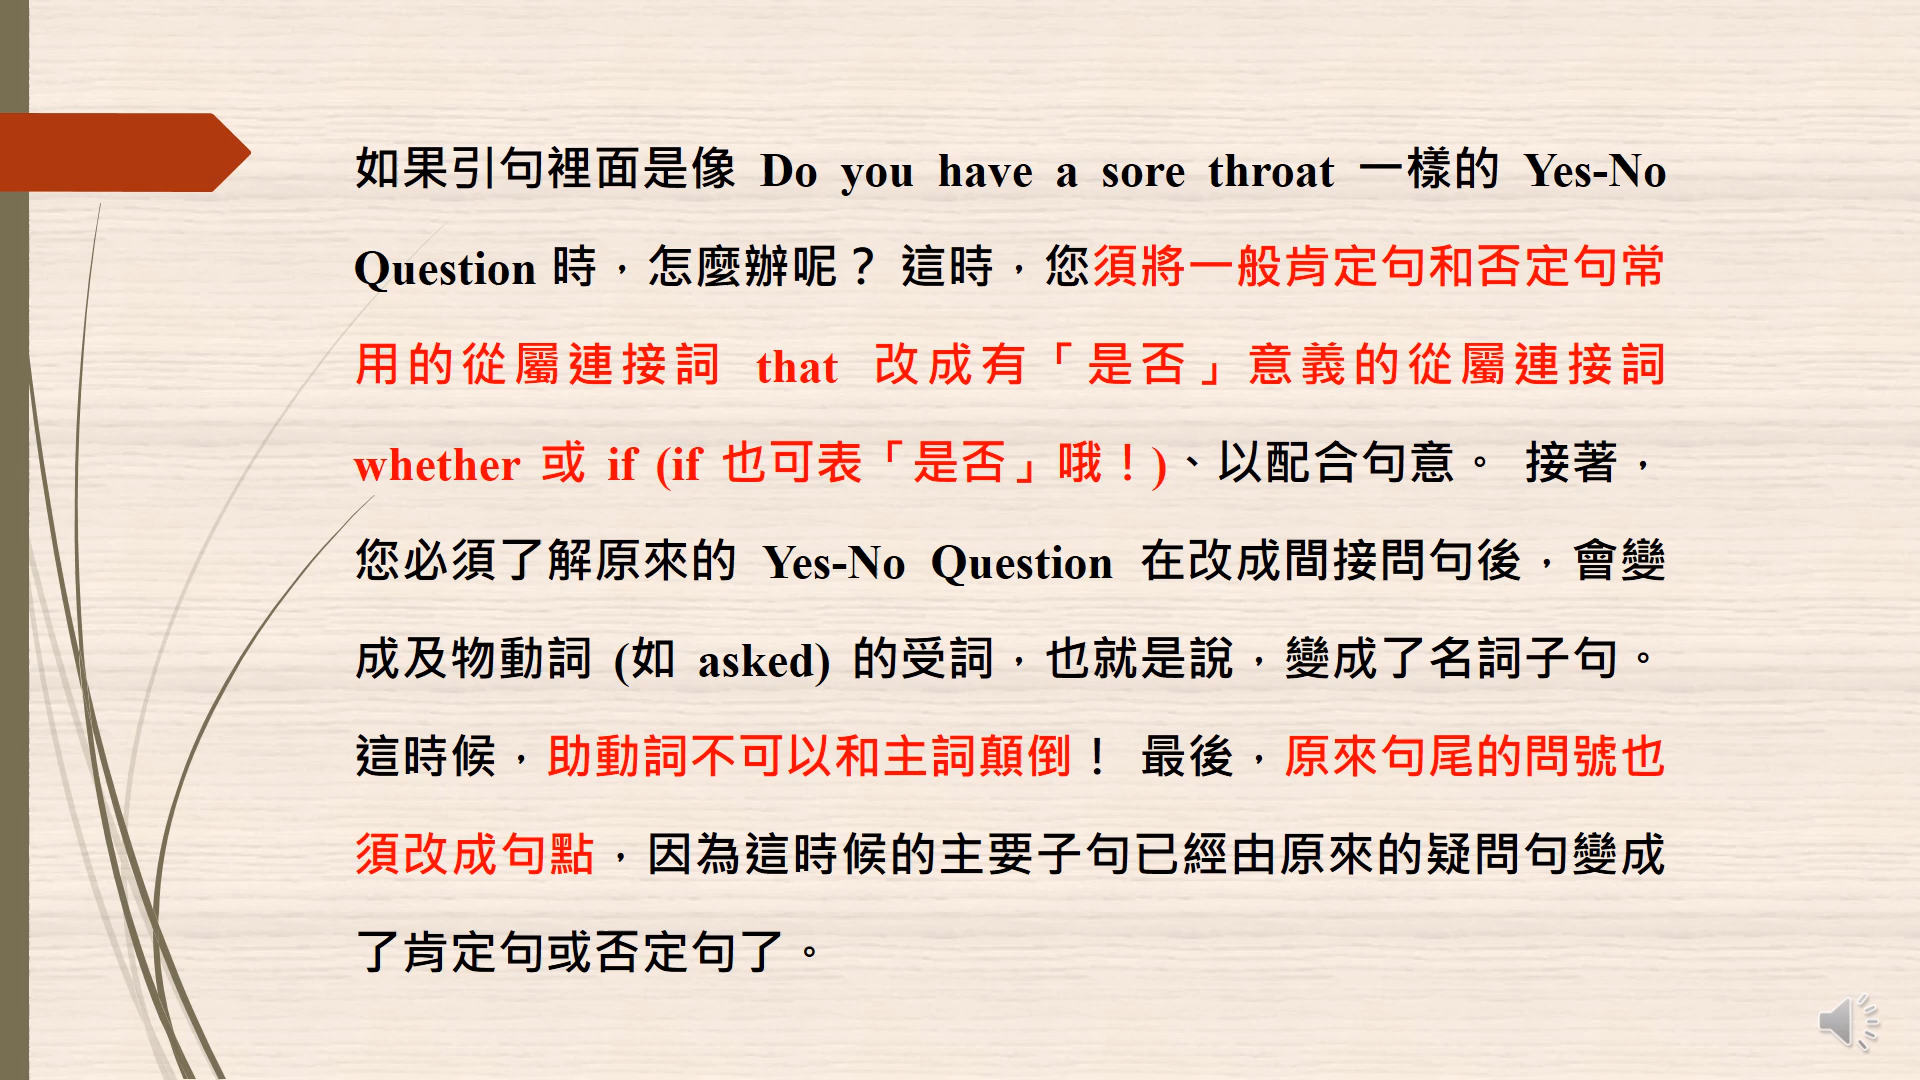 如果引句裡面是像 Do you have a sore throat 一樣的 Yes-No
Question 時，怎麼辦呢？ 這時，您須將一般肯定句和否定句常
用的從屬連接詞 that 改成有「是否」意義的從屬連接詞
whether 或 if (if 也可表「是否」哦！)、以配合句意。 接著，
您必須了解原來的 Yes-No Question 在改成間接問句後，會變
成及物動詞 (如 asked) 的受詞，也就是說，變成了名詞子句。
這時候，助動詞不可以和主詞顛倒！ 最後，原來句尾的問號也
須改成句點，因為這時候的主要子句已經由原來的疑問句變成
了肯定句或否定句了。